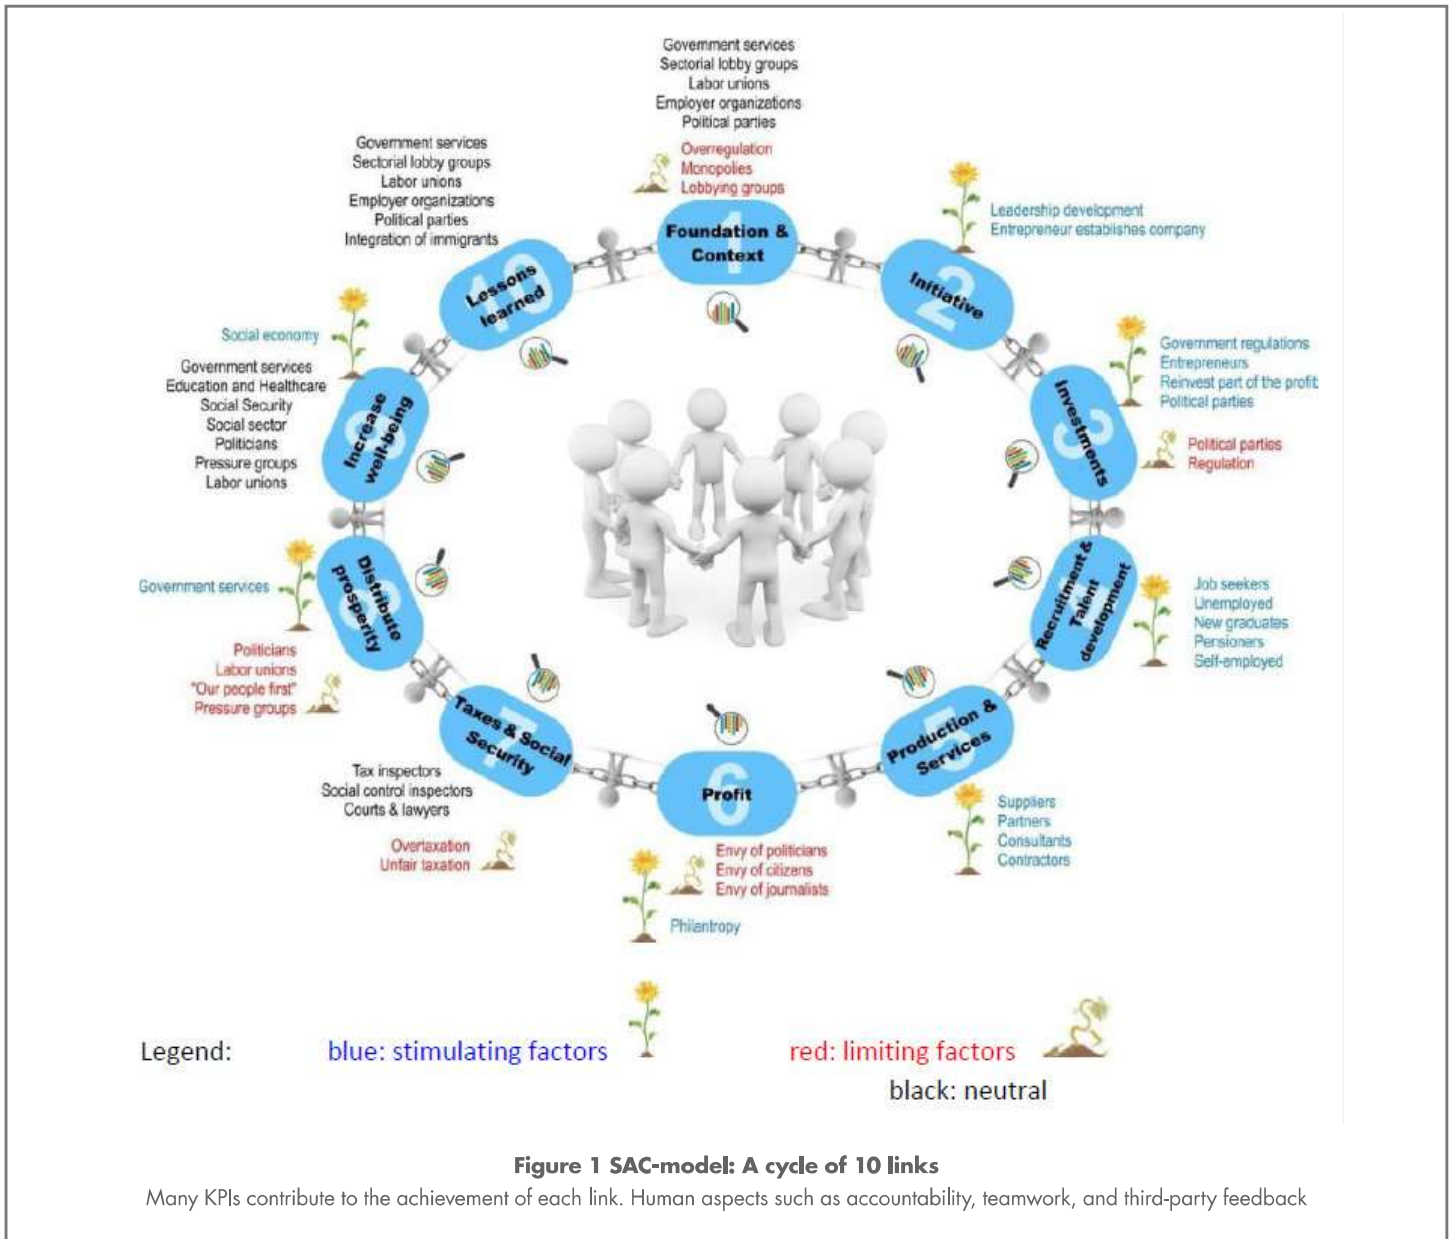 Government services
Sectorial lobby groups
Labor unions
Employer organizations
Political parties
Overregulation
Monopolies
Lobbying groups
1
Foundation &
Context
Leadership development
Entrepreneur establishes company
2
Initiative
Government regulations
Entrepreneurs
Reinvest part of the profit
Political parties
Political parties
Regulation
3
Investments
Job seekers
Unemployed
New graduates
Pensioners
Self-employed
4
Recruitment &
Talent
development
5
Production &
Services
Suppliers
Partners
Consultants
Contractors
6
Profit
Envy of politicians
Envy of citizens
Envy of journalists
Philantropy
7
Taxes & Social
Security
Tax inspectors
Social control inspectors
Courts & lawyers
Overtaxation
Unfair taxation
8
Distribute
prosperity
Government services
Politicians
Labor unions
"Our people first"
Pressure groups
9
Increase
well-being
Social economy
Government services
Education and Healthcare
Social Security
Social sector
Politicians
Pressure groups
Labor unions
10
Lessons
learned
Government services
Sectorial lobby groups
Labor unions
Employer organizations
Political parties
Integration of immigrants
Legend:
blue: stimulating factors
red: limiting factors
black: neutral
Figure 1 SAC-model: A cycle of 10 links
Many KPIs contribute to the achievement of each link. Human aspects such as accountability, teamwork, and third-party feedback